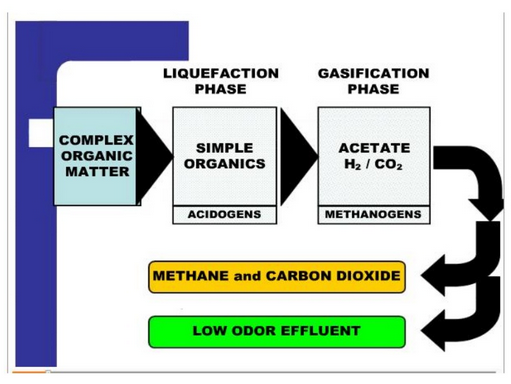 LIQUEFACTION
PHASE
GASIFICATION
PHASE
COMPLEX
ORGANIC
MATTER
SIMPLE
ORGANICS
ACIDOGENS
ACETATE
H₂ / CO₂
METHANOGENS
METHANE and CARBON DIOXIDE
LOW ODOR EFFLUENT